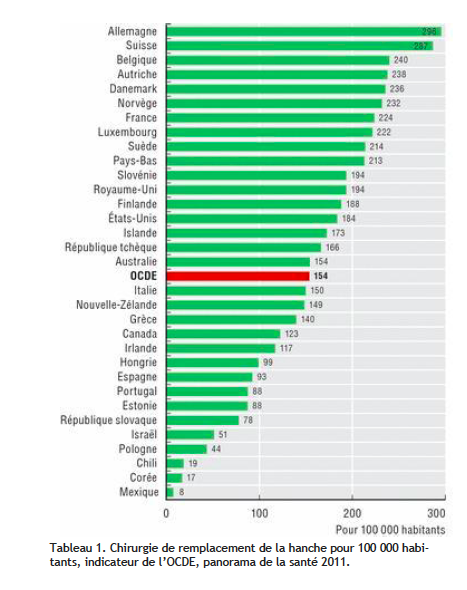 Allemagne 296
Suisse 287
Belgique 240
Autriche 238
Danemark 236
Norvège 232
France 224
Luxembourg 222
Suède 214
Pays-Bas 213
Slovénie 194
Royaume-Uni 194
Finlande 188
États-Unis 184
Islande 173
République tchèque 166
Australie 154
OCDE 154
Italie 150
Nouvelle-Zélande 149
Grèce 140
Canada 123
Irlande 117
Hongrie 99
Espagne 93
Portugal 88
Estonie 88
République slovaque 78
Israël 51
Pologne 44
Chili 19
Corée 17
Mexique 8
0 100 200 300
Pour 100 000 habitants
Tableau 1. Chirurgie de remplacement de la hanche pour 100 000 habi-
tants, indicateur de l'OCDE, panorama de la santé 2011.